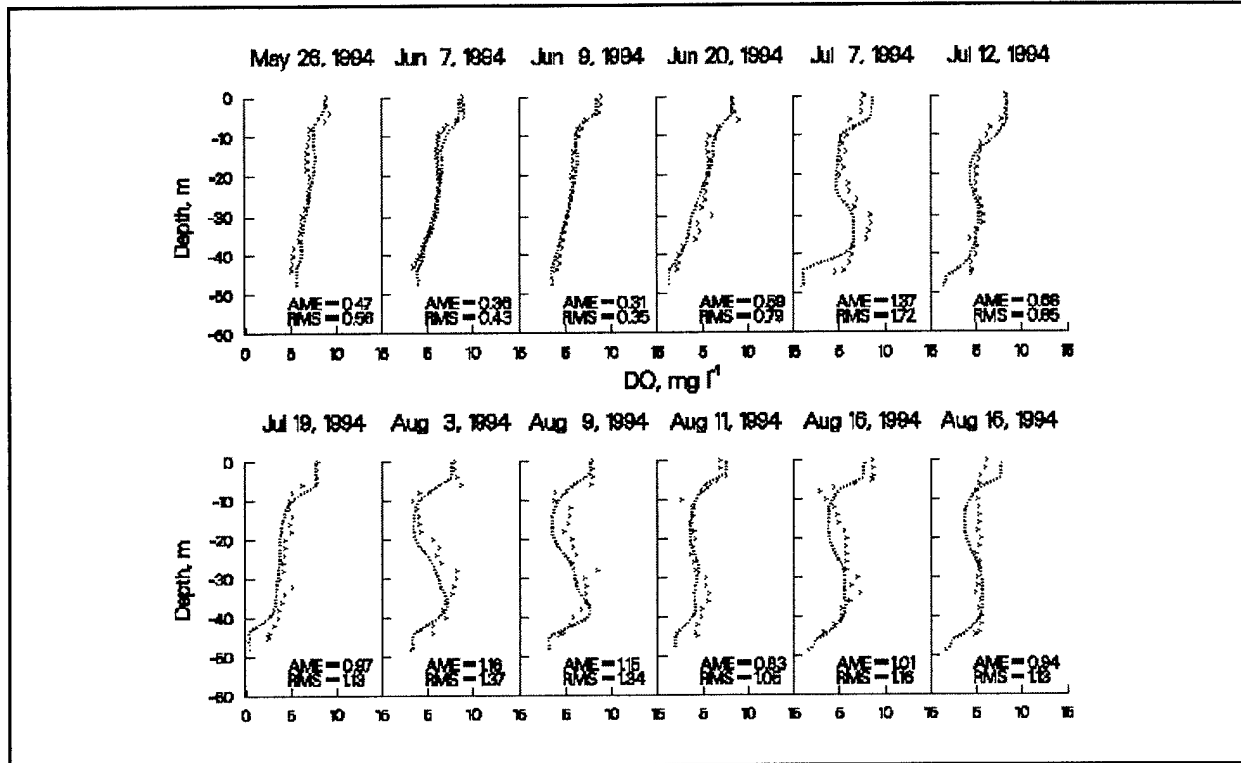 May 26, 1994 Jun 7, 1994 Jun 9, 1994 Jun 20, 1994 Jul 7, 1994 Jul 12, 1994
0
-10
-20
-30
-40
-50
-60
Depth, m
AME = 0.47 AME = 0.36 AME = 0.31 AME = 0.59 AME = 1.37 AME = 0.68
RMS = 0.56 RMS = 0.43 RMS = 0.35 RMS = 0.79 RMS = 1.72 RMS = 0.85
0 5 10 15 5 10 15 5 10 15 5 10 15 5 10 15 5 10 15
DO, mg l⁻¹
Jul 19, 1994 Aug 3, 1994 Aug 9, 1994 Aug 11, 1994 Aug 16, 1994 Aug 16, 1994
0
-10
-20
-30
-40
-50
-60
Depth, m
AME = 0.97 AME = 1.16 AME = 1.15 AME = 0.83 AME = 1.01 AME = 0.94
RMS = 1.13 RMS = 1.37 RMS = 1.34 RMS = 1.06 RMS = 1.16 RMS = 1.13
0 5 10 15 5 10 15 5 10 15 5 10 15 5 10 15 5 10 15